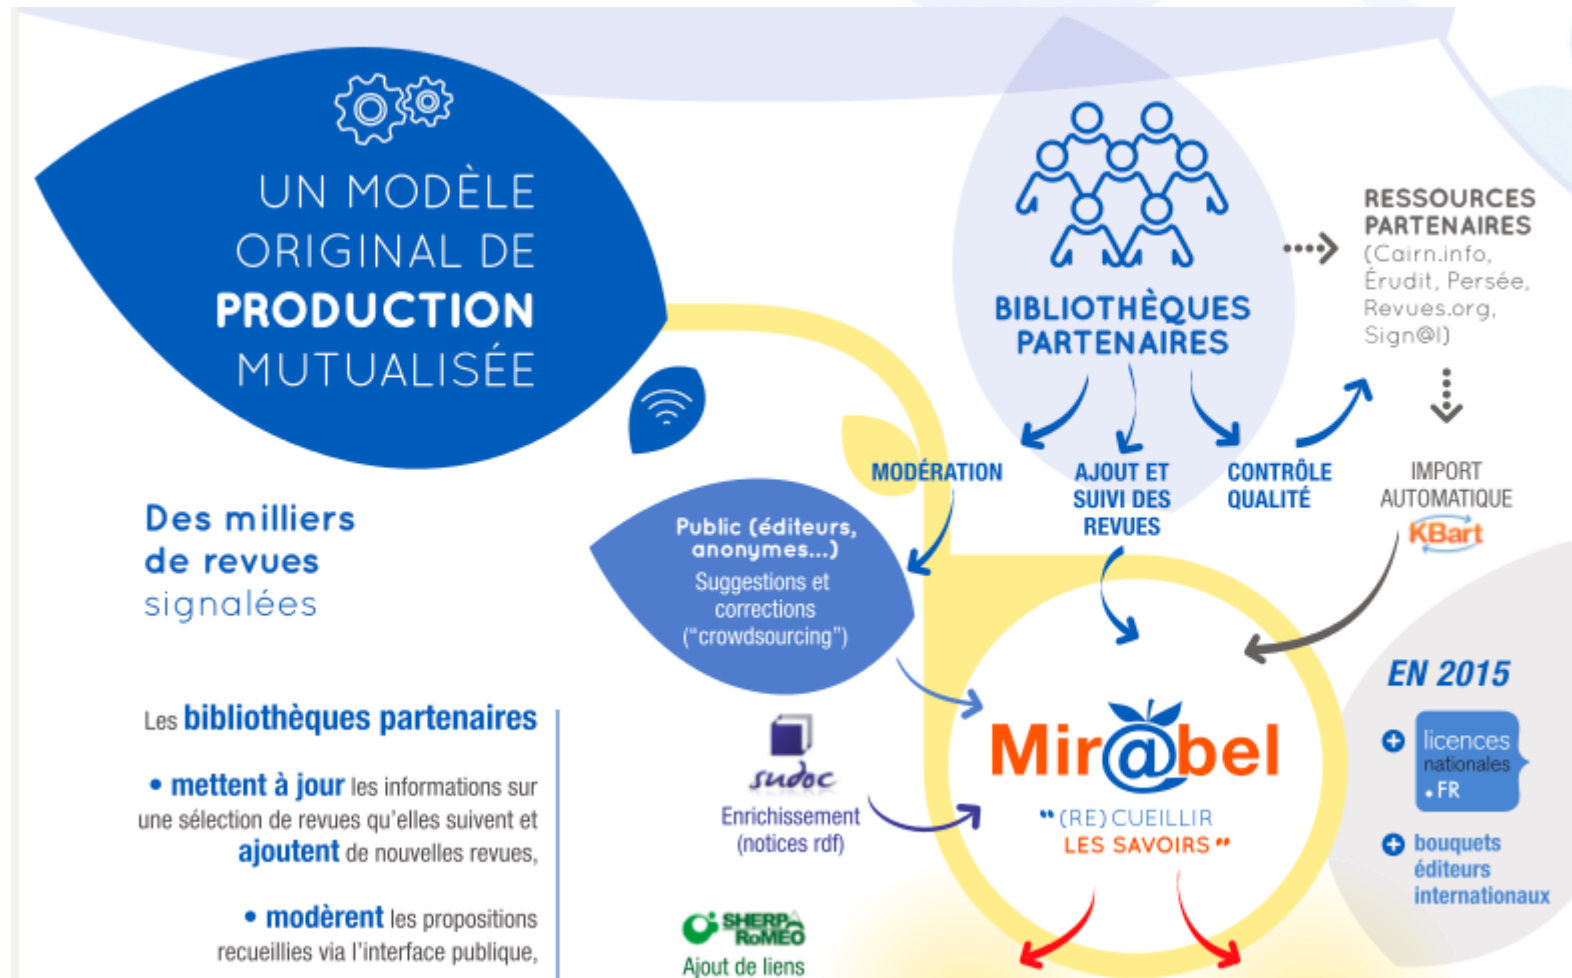 UN MODÈLE
ORIGINAL DE
PRODUCTION
MUTUALISÉE
Des milliers
de revues
signalées
Les bibliothèques partenaires
• mettent à jour les informations sur
une sélection de revues qu'elles suivent et
ajoutent de nouvelles revues,
• modèrent les propositions
recueillies via l'interface publique,
BIBLIOTHÈQUES
PARTENAIRES
RESSOURCES
PARTENAIRES
(Cairn.info,
Érudit, Persée,
Revues.org,
Sign@l)
MODÉRATION
AJOUT ET
SUIVI DES
REVUES
CONTRÔLE
QUALITÉ
IMPORT
AUTOMATIQUE
KBart
Public (éditeurs,
anonymes...)
Suggestions et
corrections
("crowdsourcing")
sudoc
Enrichissement
(notices rdf)
SHERPA
RoMEO
Ajout de liens
Mir@bel
"(RE)CUEILLIR
LES SAVOIRS"
EN 2015
+ licences
nationales
• FR
+ bouquets
éditeurs
internationaux